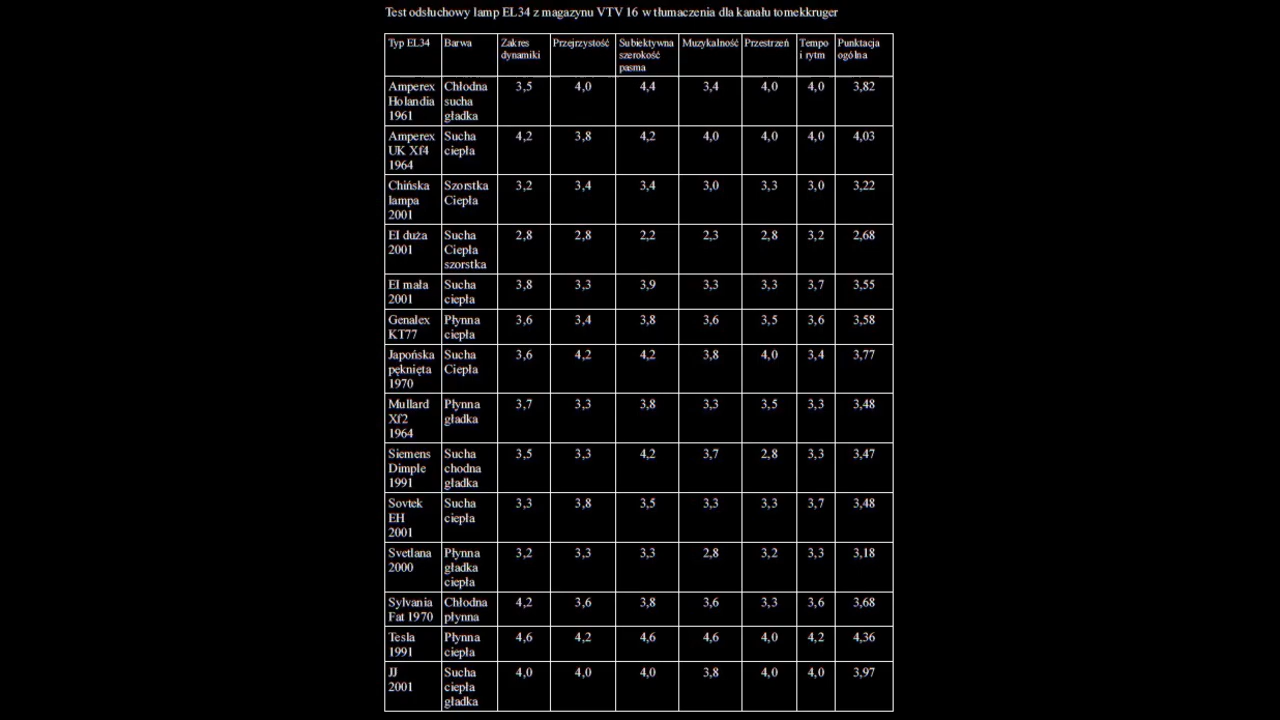 Test odsłuchowy lamp EL34 z magazynu VTV 16 w tłumaczenia dla kanału tomekkruger
Typ EL34 Barwa Zakres dynamiki Przejrzystość Subiektywna szerokość pasma Muzykalność Przestrzeń Tempo i rytm Punktacja ogólna
Amperex Holandia 1961 Chłodna sucha gładka 3,5 4,0 4,4 3,4 4,0 4,0 3,82
Amperex UK Xf4 1964 Sucha ciepła 4,2 3,8 4,2 4,0 4,0 4,0 4,03
Chińska lampa 2001 Szorstka Ciepła 3,2 3,4 3,4 3,0 3,3 3,0 3,22
EI duża 2001 Sucha Ciepła szorstka 2,8 2,8 2,2 2,3 2,8 3,2 2,68
EI mała 2001 Sucha ciepła 3,8 3,3 3,9 3,3 3,3 3,7 3,55
Genalex KT77 Płynna ciepła 3,6 3,4 3,8 3,6 3,5 3,6 3,58
Japońska pęknięta 1970 Sucha Ciepła 3,6 4,2 4,2 3,8 4,0 3,4 3,77
Mullard Xf2 1964 Płynna gładka 3,7 3,3 3,8 3,3 3,5 3,3 3,48
Siemens Dimple 1991 Sucha chodna gładka 3,5 3,3 4,2 3,7 2,8 3,3 3,47
Sovtek EH 2001 Sucha ciepła 3,3 3,8 3,5 3,3 3,3 3,7 3,48
Svetlana 2000 Płynna gładka ciepła 3,2 3,3 3,3 2,8 3,2 3,3 3,18
Sylvania Fat 1970 Chłodna płynna 4,2 3,6 3,8 3,6 3,3 3,6 3,68
Tesla 1991 Płynna ciepła 4,6 4,2 4,6 4,6 4,0 4,2 4,36
JJ 2001 Sucha ciepła gładka 4,0 4,0 4,0 3,8 4,0 4,0 3,97